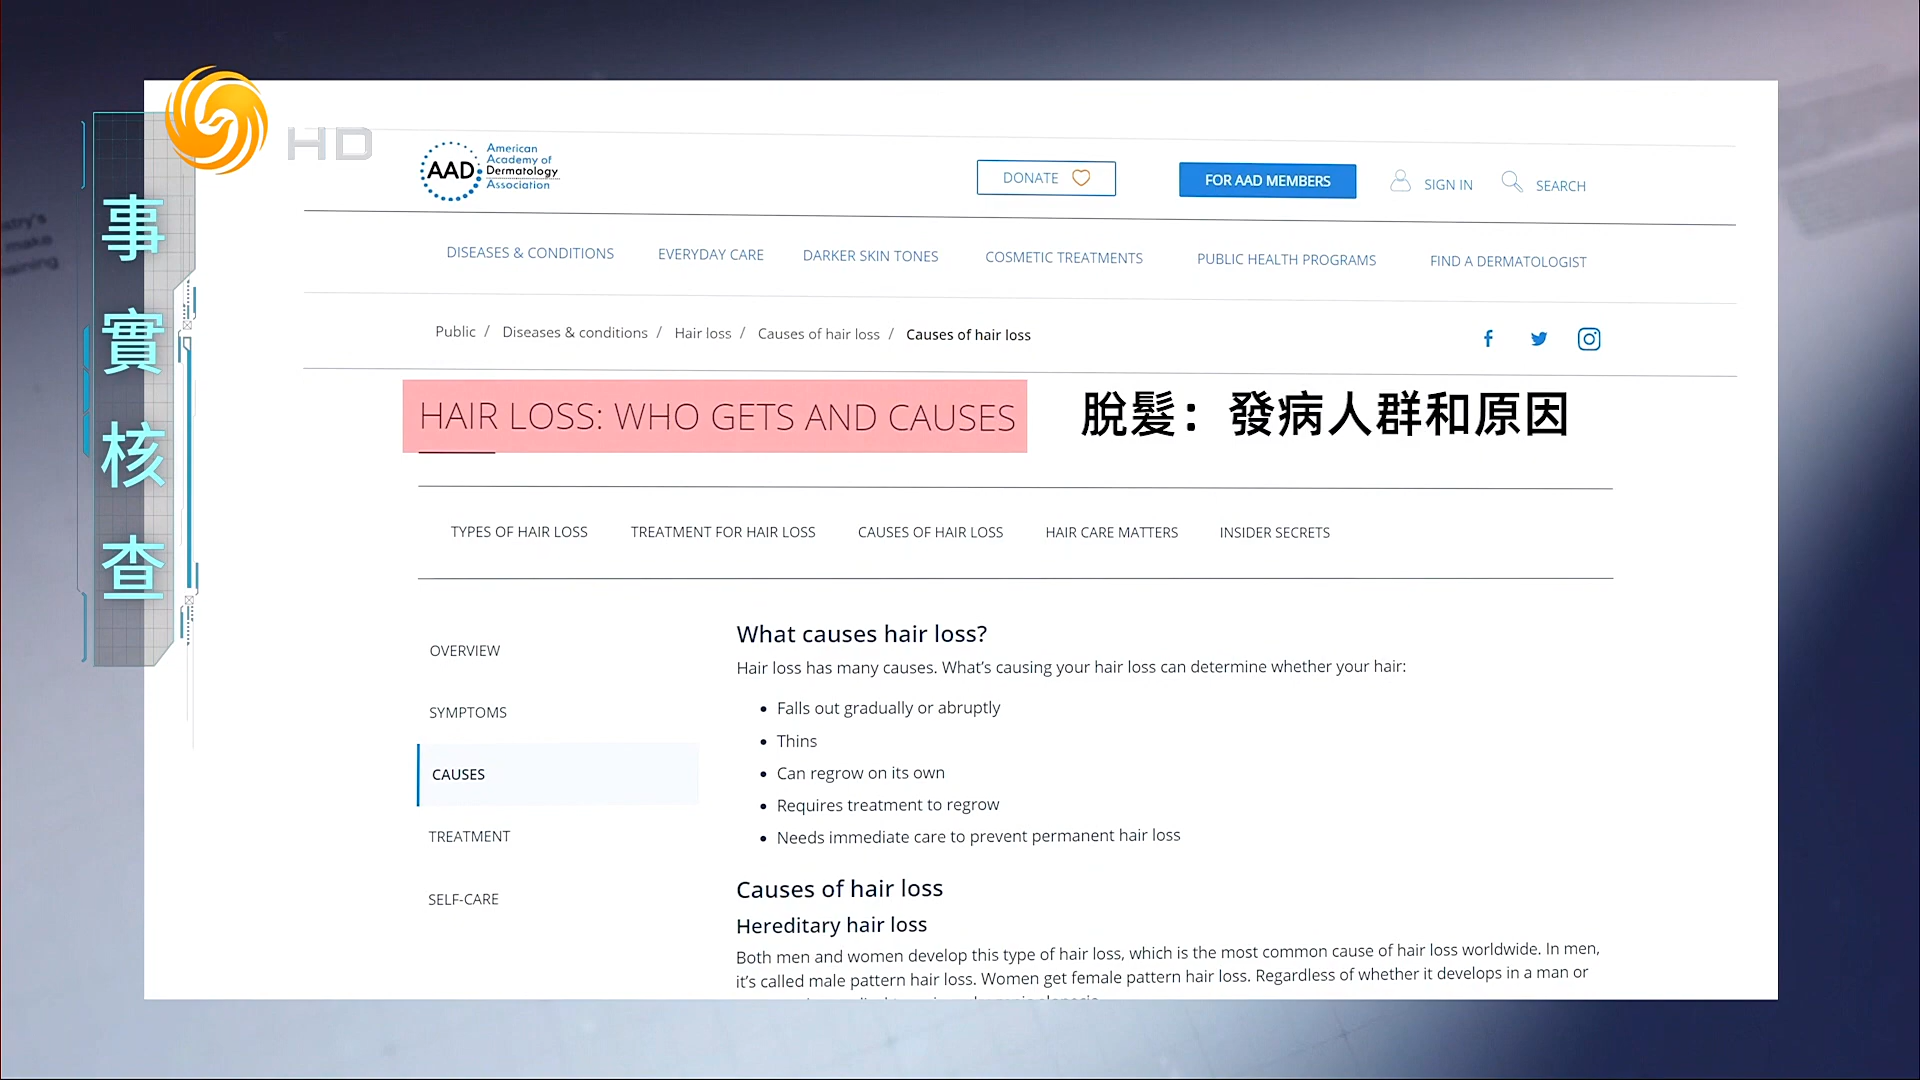 HD
事實核查
AAD
American
Academy of
Dermatology
Association
DONATE
FOR AAD MEMBERS
SIGN IN
SEARCH
DISEASES & CONDITIONS EVERYDAY CARE DARKER SKIN TONES COSMETIC TREATMENTS PUBLIC HEALTH PROGRAMS FIND A DERMATOLOGIST
Public / Diseases & conditions / Hair loss / Causes of hair loss / Causes of hair loss
HAIR LOSS: WHO GETS AND CAUSES
脫髮：發病人群和原因
TYPES OF HAIR LOSS TREATMENT FOR HAIR LOSS CAUSES OF HAIR LOSS HAIR CARE MATTERS INSIDER SECRETS
OVERVIEW
SYMPTOMS
CAUSES
TREATMENT
SELF-CARE
What causes hair loss?
Hair loss has many causes. What’s causing your hair loss can determine whether your hair:
• Falls out gradually or abruptly
• Thins
• Can regrow on its own
• Requires treatment to regrow
• Needs immediate care to prevent permanent hair loss
Causes of hair loss
Hereditary hair loss
Both men and women develop this type of hair loss, which is the most common cause of hair loss worldwide. In men,
it’s called male pattern hair loss. Women get female pattern hair loss. Regardless of whether it develops in a man or